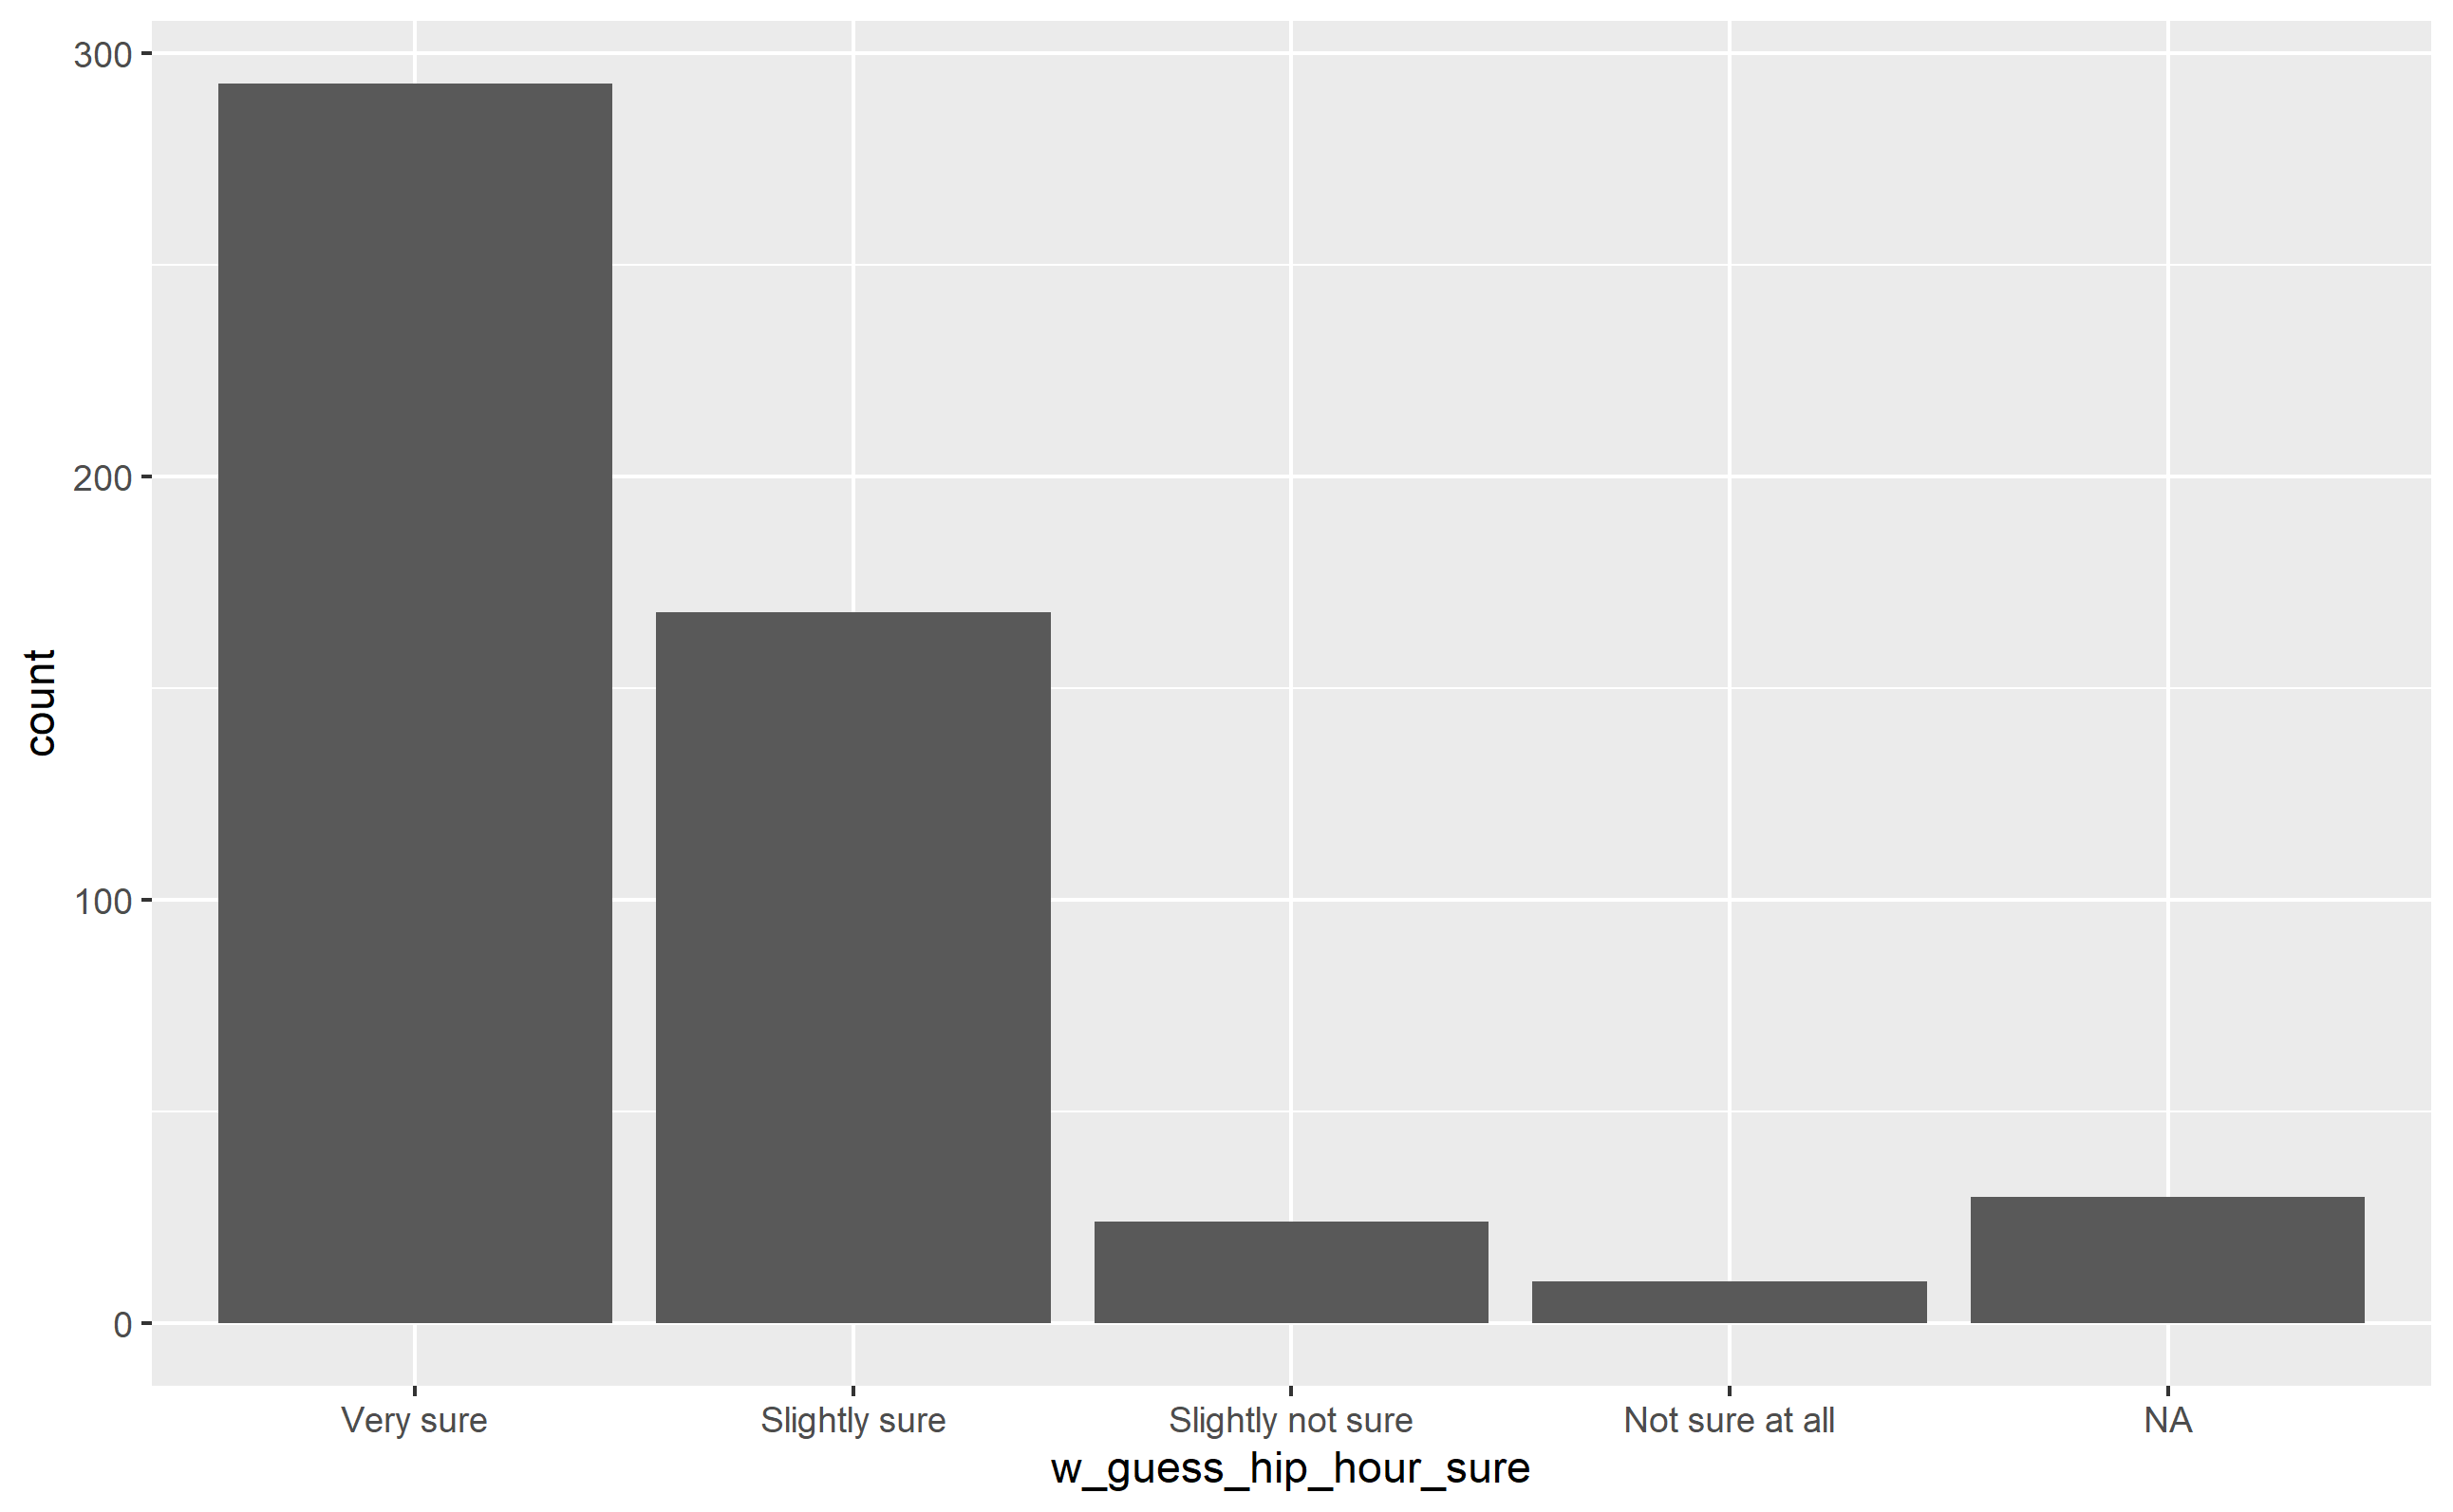 300
200
100
0
count
Very sure
Slightly sure
Slightly not sure
Not sure at all
NA
w_guess_hip_hour_sure